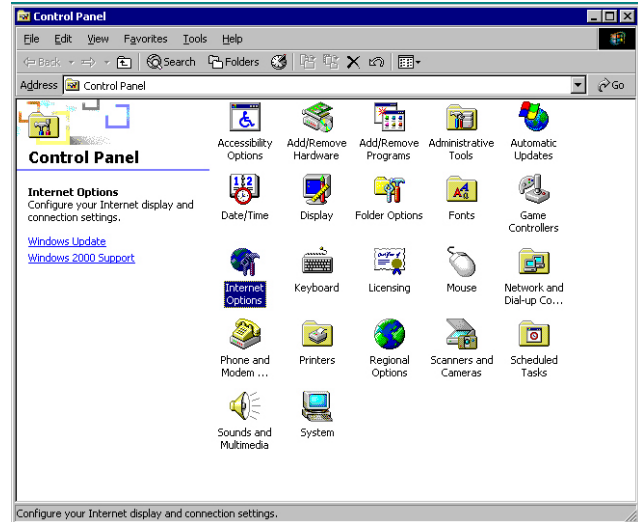 Control Panel
File Edit View Favorites Tools Help
Back Search Folders
Address Control Panel Go
Control Panel
Internet Options
Configure your Internet display and
connection settings.
Windows Update
Windows 2000 Support
Accessibility
Options
Add/Remove
Hardware
Add/Remove
Programs
Administrative
Tools
Automatic
Updates
Date/Time
Display
Folder Options
Fonts
Game
Controllers
Internet
Options
Keyboard
Licensing
Mouse
Network and
Dial-up Co...
Phone and
Modem ...
Printers
Regional
Options
Scanners and
Cameras
Scheduled
Tasks
Sounds and
Multimedia
System
Configure your Internet display and connection settings.